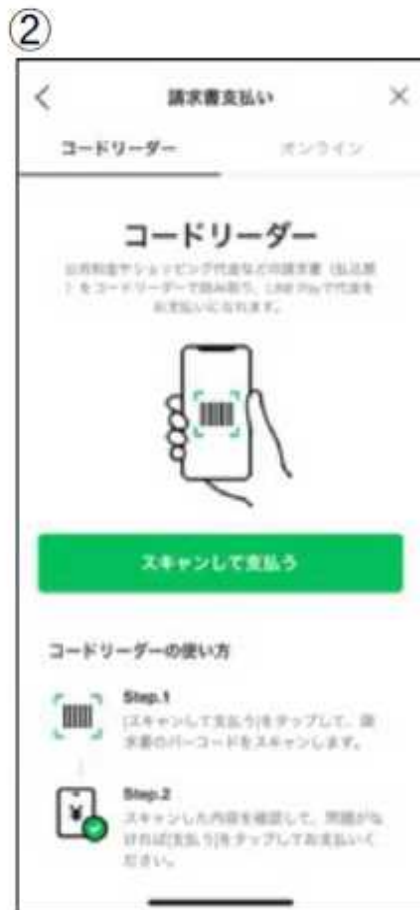 ②
請求書支払い
コードリーダー オンライン
コードリーダー
公共料金やショッピング代金などの請求書（払込票
）をコードリーダーで読み取り、LINE Payで代金を
お支払いになれます。
スキャンして支払う
コードリーダーの使い方
Step.1
[スキャンして支払う]をタップして、請
求書のバーコードをスキャンします。
Step.2
スキャンした内容を確認して、問題がな
ければ[支払う]をタップしてお支払いく
ださい。